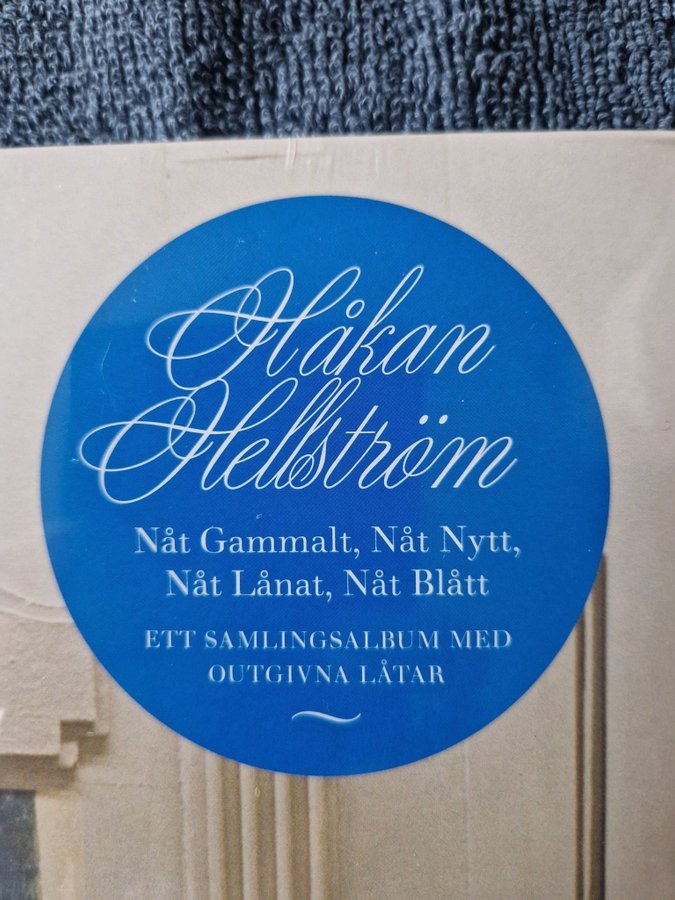 Håkan
Hellström
Nåt Gammalt, Nåt Nytt,
Nåt Lånat, Nåt Blått
ETT SAMLINGSALBUM MED
OUTGIVNA LÅTAR